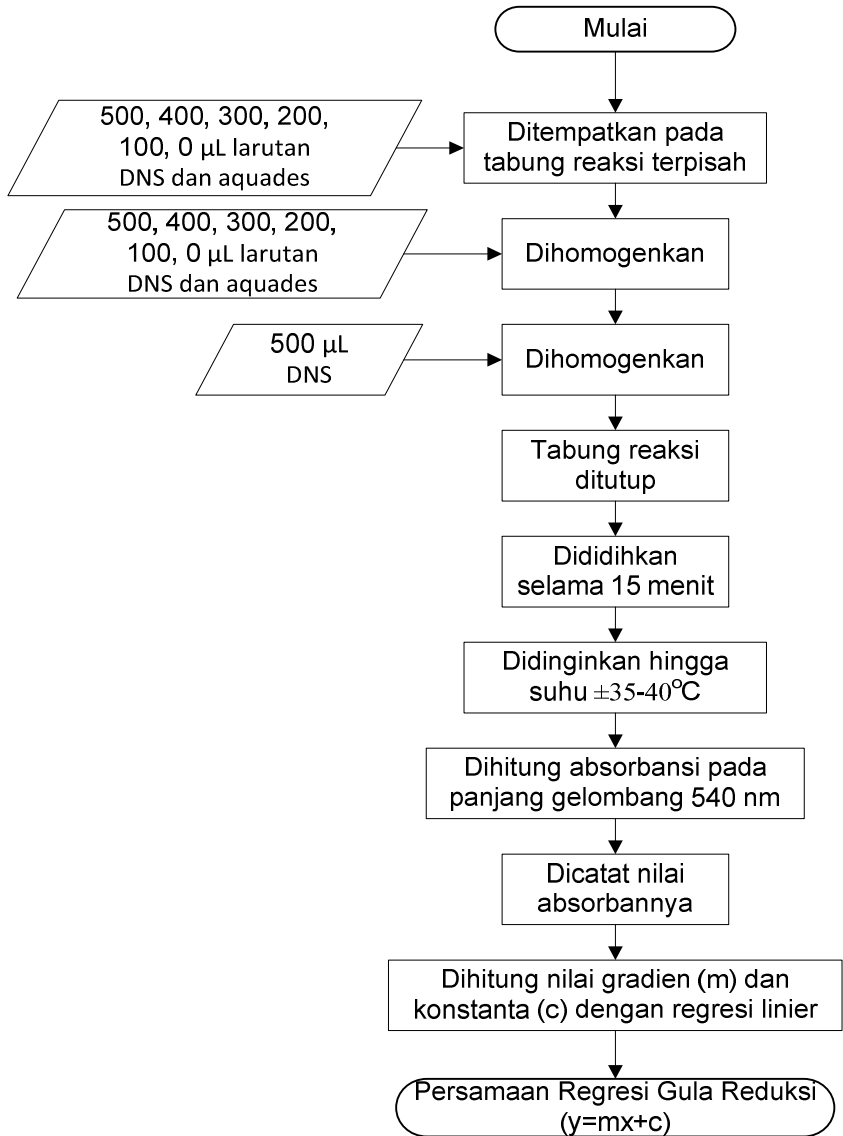 Mulai
500, 400, 300, 200,
100, 0 µL larutan
DNS dan aquades
Ditempatkan pada
tabung reaksi terpisah
500, 400, 300, 200,
100, 0 µL larutan
DNS dan aquades
Dihomogenkan
500 µL
DNS
Dihomogenkan
Tabung reaksi
ditutup
Dididihkan
selama 15 menit
Didinginkan hingga
suhu ±35-40°C
Dihitung absorbansi pada
panjang gelombang 540 nm
Dicatat nilai
absorbannya
Dihitung nilai gradien (m) dan
konstanta (c) dengan regresi linier
Persamaan Regresi Gula Reduksi
(y=mx+c)